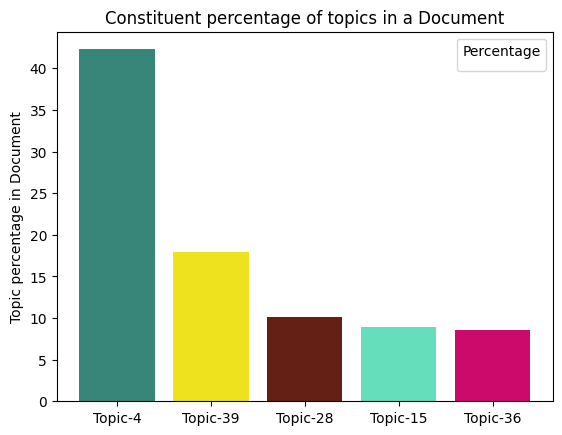 Constituent percentage of topics in a Document
Percentage
Topic percentage in Document
40
35
30
25
20
15
10
5
0
Topic-4 Topic-39 Topic-28 Topic-15 Topic-36